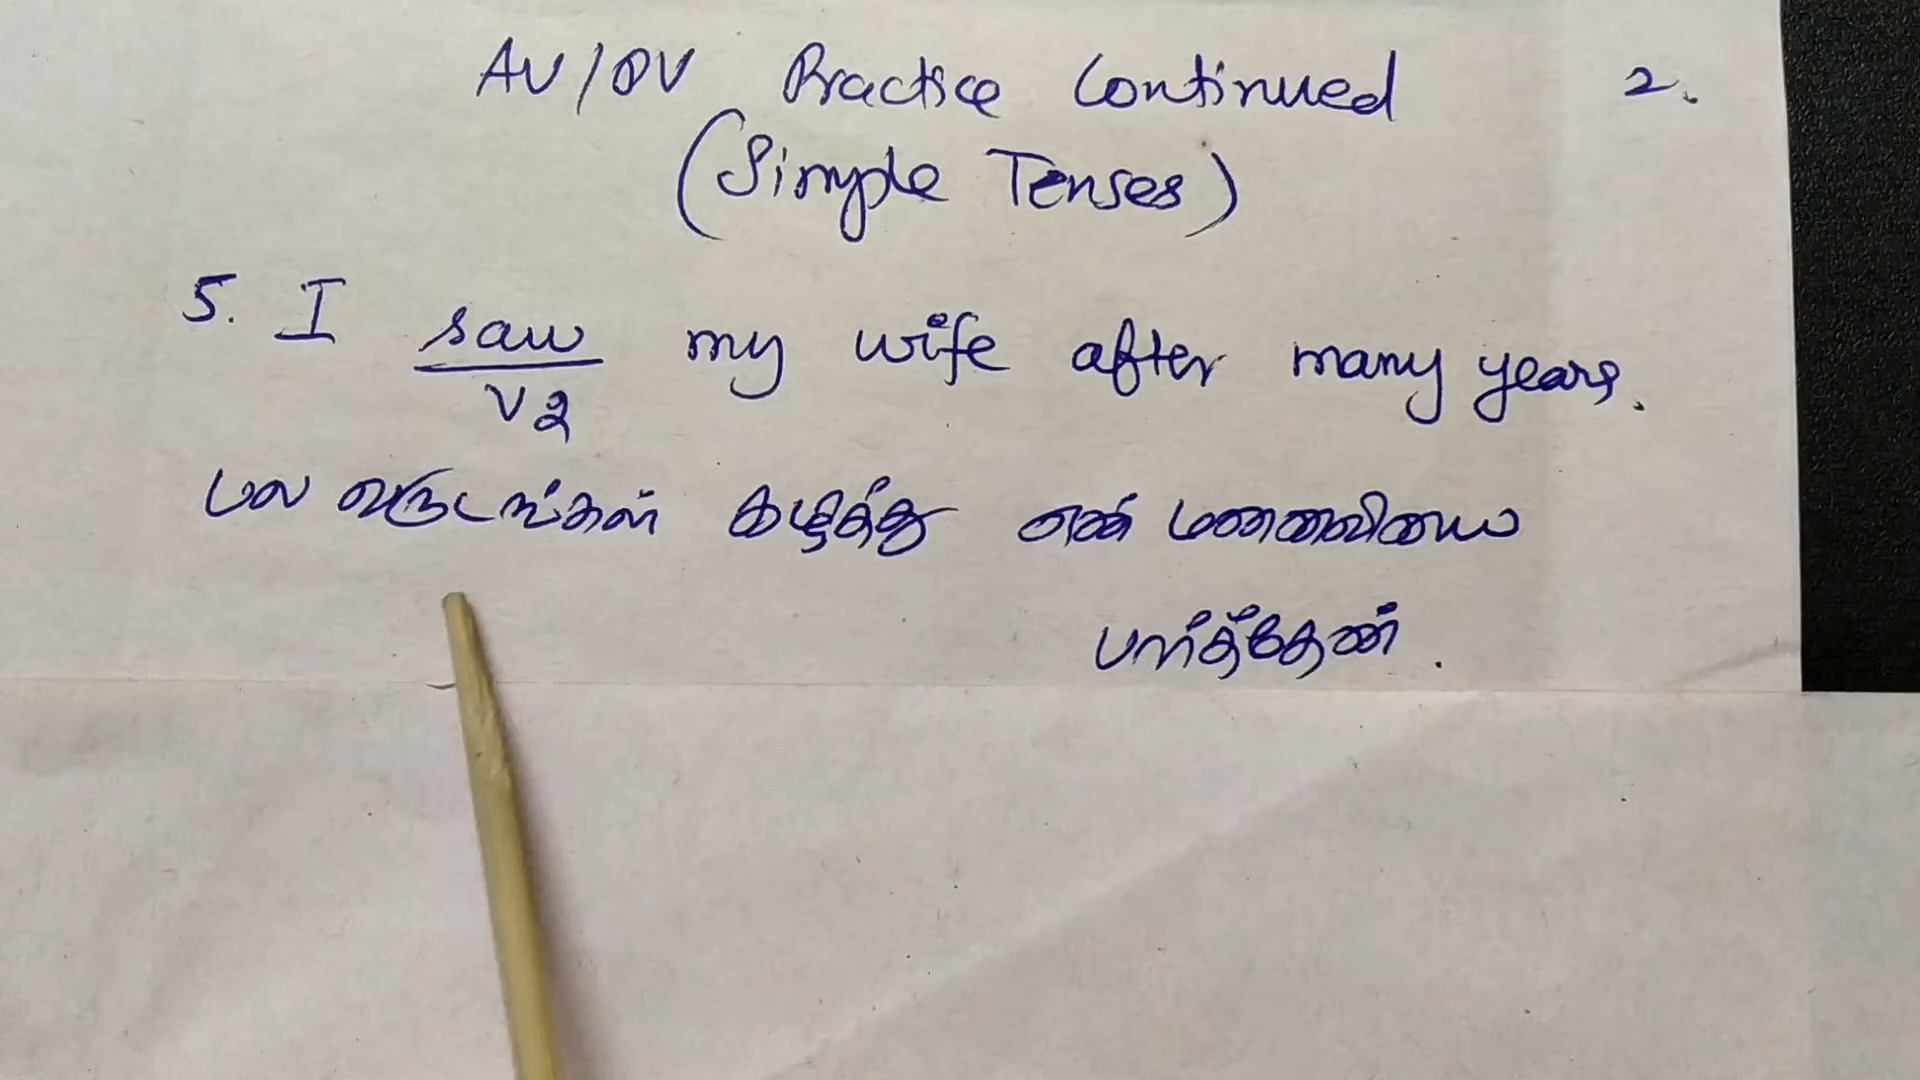 AV/PV Practice Continued 2.
(Simple Tenses)
5. I saw my wife after many years.
V2
பல வருடங்கள் கழித்து என் மனைவியை
பார்த்தேன்.